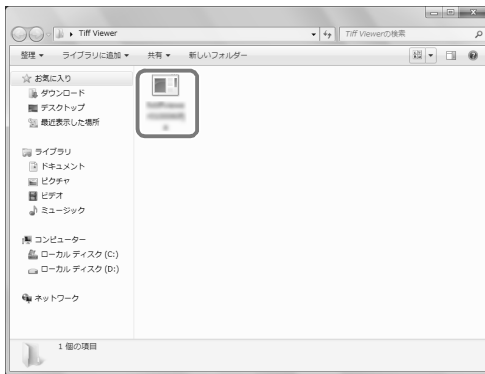 Tiff Viewer
Tiff Viewerの検索
整理 ライブラリに追加 共有 新しいフォルダー
お気に入り
ダウンロード
デスクトップ
最近表示した場所
ライブラリ
ドキュメント
ピクチャ
ビデオ
ミュージック
コンピューター
ローカル ディスク (C:)
ローカル ディスク (D:)
ネットワーク
1 個の項目